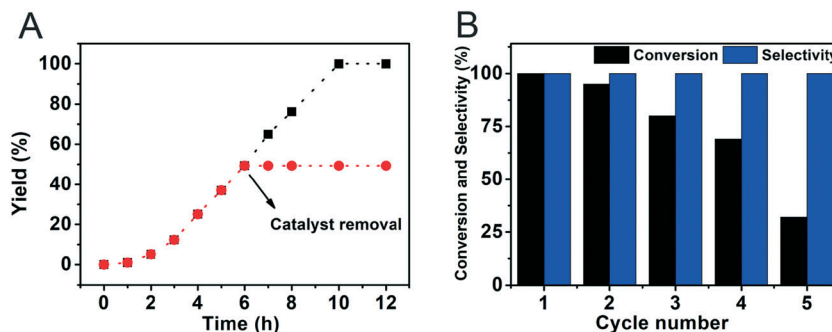 A
Yield (%)
100
80
60
40
20
0
Catalyst removal
0 2 4 6 8 10 12
Time (h)
B
Conversion and Selectivity (%)
Conversion Selectivity
100
75
50
25
0
1 2 3 4 5
Cycle number